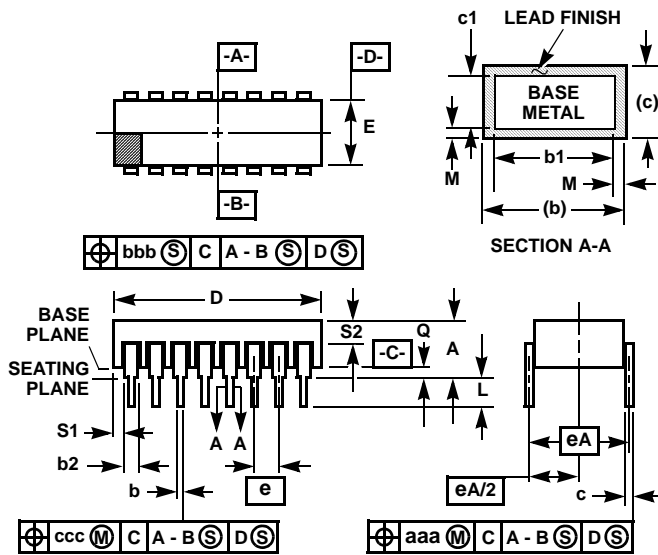 -A-
-D-
E
-B-
⌖ bbb Ⓢ C A - B Ⓢ D Ⓢ
c1
LEAD FINISH
BASE
METAL
(c)
b1
M
M
(b)
SECTION A-A
D
BASE
PLANE
SEATING
PLANE
S2
Q
-C-
A
L
S1
b2
b
A
A
e
eA
eA/2
c
⌖ ccc Ⓜ C A - B Ⓢ D Ⓢ
⌖ aaa Ⓜ C A - B Ⓢ D Ⓢ